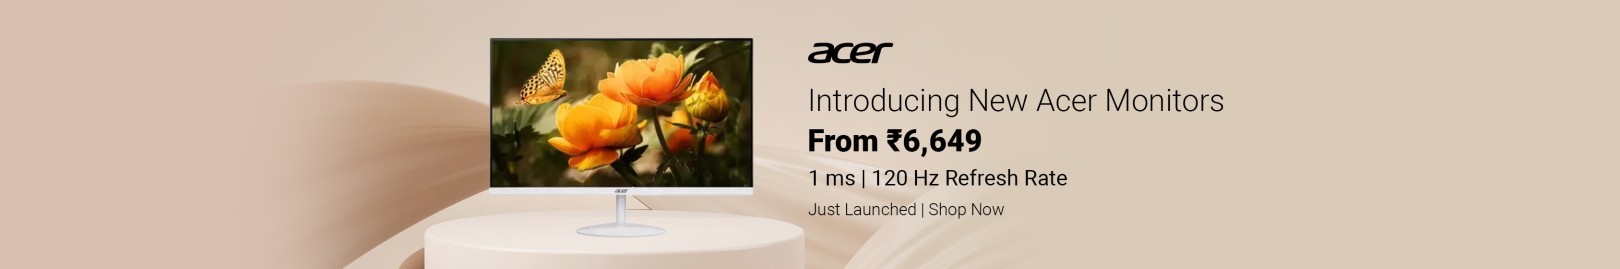 acer
acer
Introducing New Acer Monitors
From ₹6,649
1 ms | 120 Hz Refresh Rate
Just Launched | Shop Now